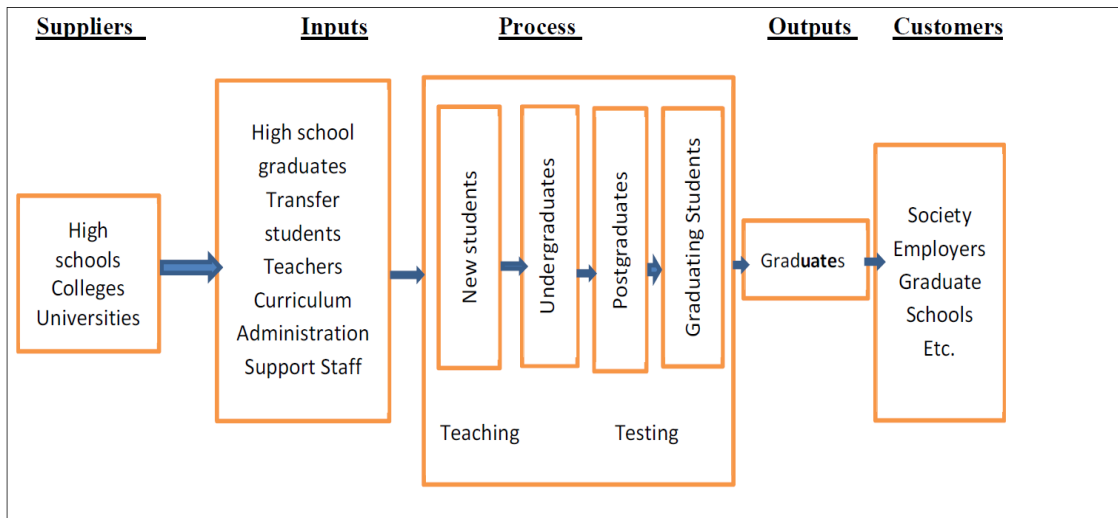 Suppliers Inputs Process Outputs Customers
High
schools
Colleges
Universities
High school
graduates
Transfer
students
Teachers
Curriculum
Administration
Support Staff
New students
Undergraduates
Postgraduates
Graduating Students
Teaching Testing
Graduates
Society
Employers
Graduate
Schools
Etc.